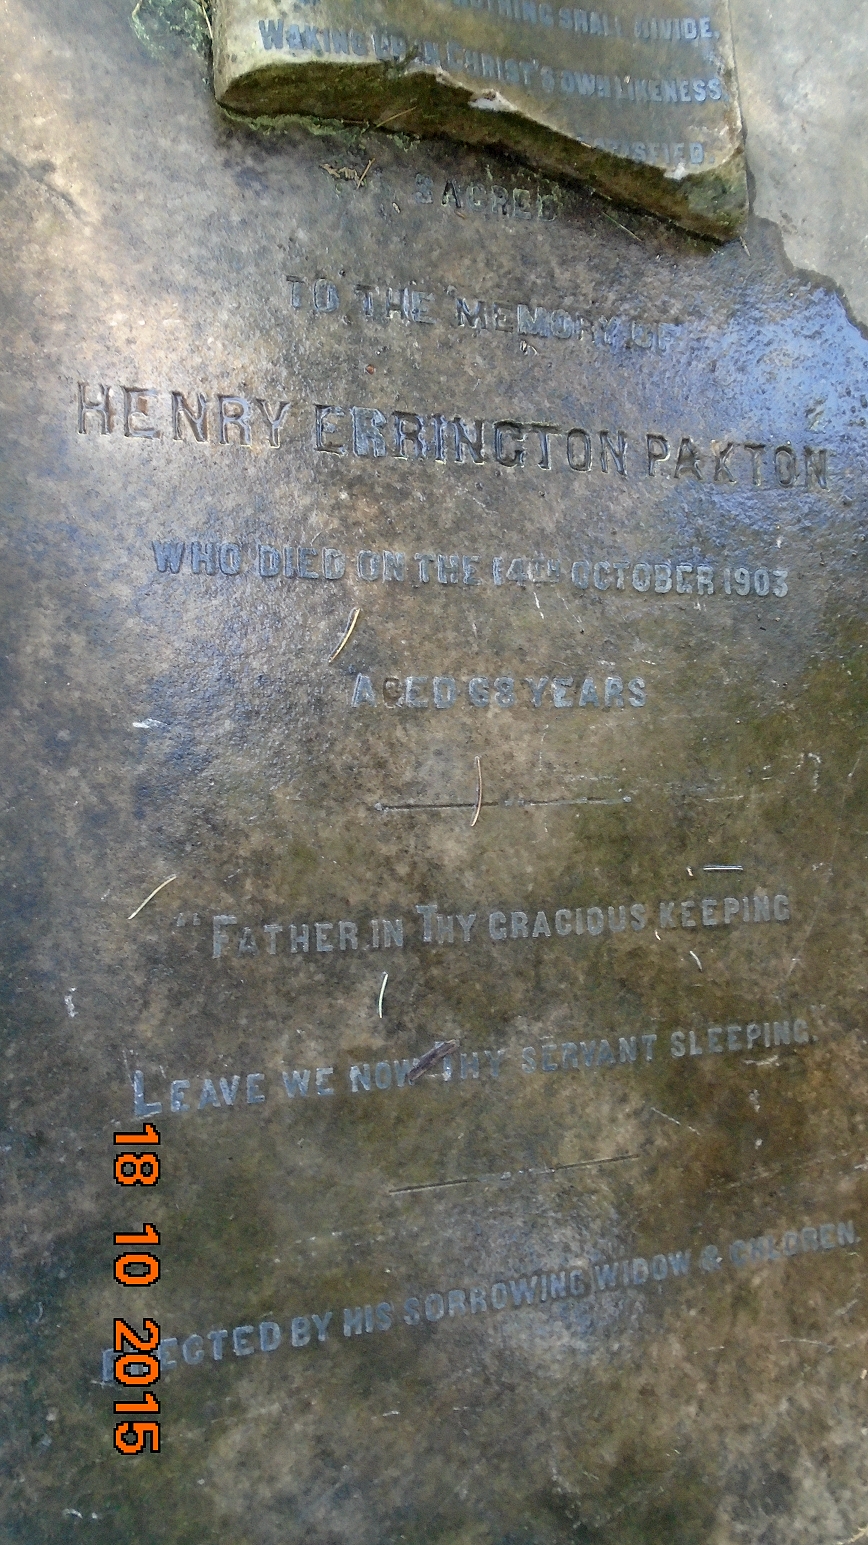 NOTHING SHALL DIVIDE,
WAKING UP IN CHRIST'S OWN LIKENESS
SACRED
TO THE MEMORY OF
HENRY ERRINGTON PAXTON
WHO DIED ON THE 14TH OCTOBER 1903
AGED 68 YEARS
"FATHER IN THY GRACIOUS KEEPING
LEAVE WE NOW THY SERVANT SLEEPING."
ERECTED BY HIS SORROWING WIDOW & CHILDREN.
18 10 2015